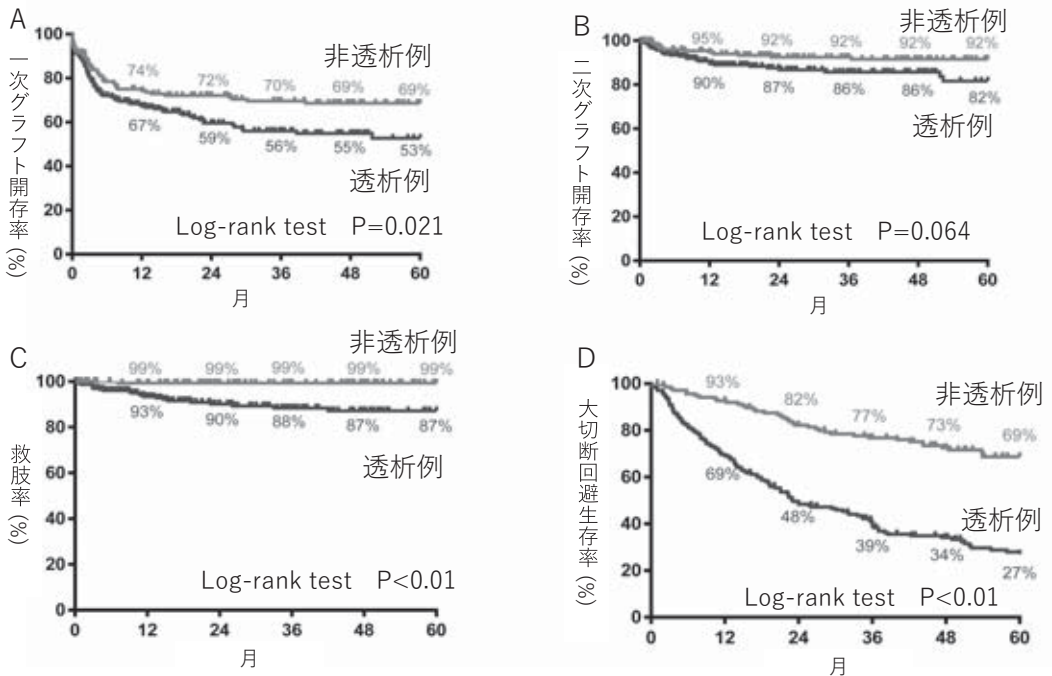 A
一次グラフト開存率 (%)
100
80
60
40
20
0
非透析例
74%
72%
70%
69%
69%
67%
59%
56%
55%
53%
透析例
Log-rank test P=0.021
0 12 24 36 48 60
月
B
二次グラフト開存率 (%)
100
80
60
40
20
0
非透析例
95%
92%
92%
92%
92%
90%
87%
86%
86%
82%
透析例
Log-rank test P=0.064
0 12 24 36 48 60
月
C
救肢率 (%)
100
80
60
40
20
0
非透析例
99%
99%
99%
99%
99%
93%
90%
88%
87%
87%
透析例
Log-rank test P<0.01
0 12 24 36 48 60
月
D
大切断回避生存率 (%)
100
80
60
40
20
0
非透析例
93%
82%
77%
73%
69%
69%
48%
39%
34%
27%
透析例
Log-rank test P<0.01
0 12 24 36 48 60
月